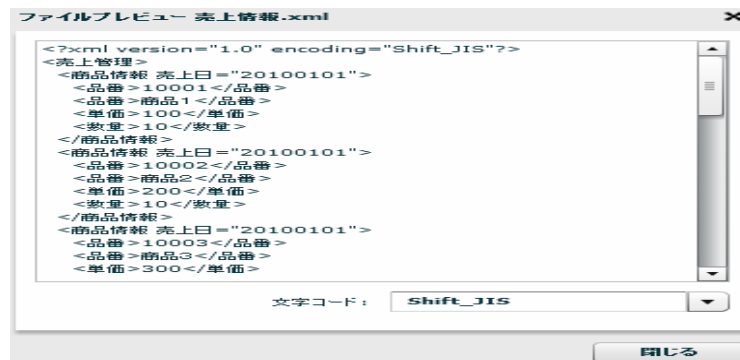 ファイルプレビュー 売上情報.xml
<?xml version="1.0" encoding="Shift_JIS"?>
<売上管理>
<商品情報 売上日="20100101">
<品番>10001</品番>
<品番>商品1</品番>
<単価>100</単価>
<数量>10</数量>
</商品情報>
<商品情報 売上日="20100101">
<品番>10002</品番>
<品番>商品2</品番>
<単価>200</単価>
<数量>10</数量>
</商品情報>
<商品情報 売上日="20100101">
<品番>10003</品番>
<品番>商品3</品番>
<単価>300</単価>
文字コード: Shift_JIS
閉じる